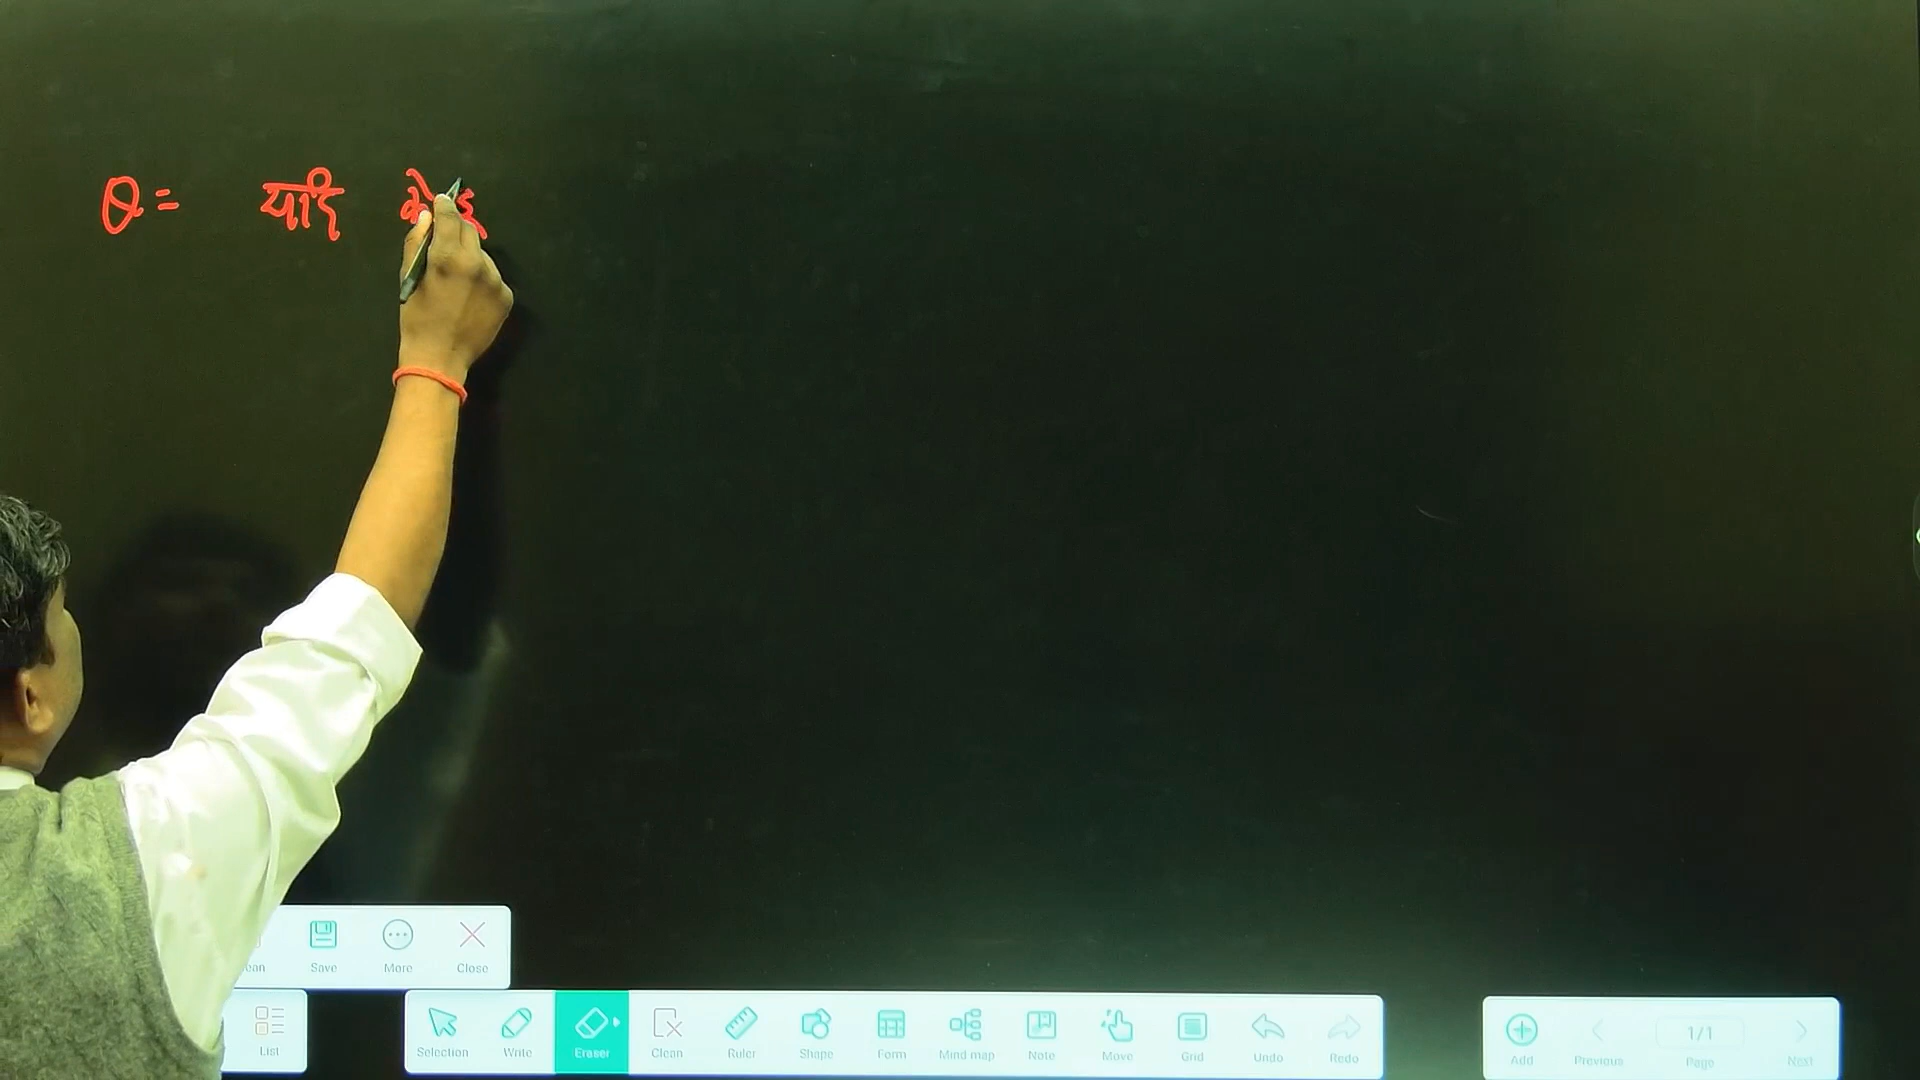 Q= यदि कोइ
Clean Save More Close
List Selection Write Eraser Clean Ruler Shape Form Mind map Note Move Grid Undo Redo Add Previous 1/1 Page Next